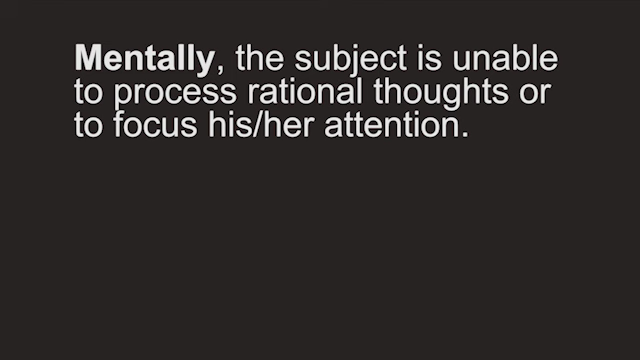 Mentally, the subject is unable
to process rational thoughts or
to focus his/her attention.